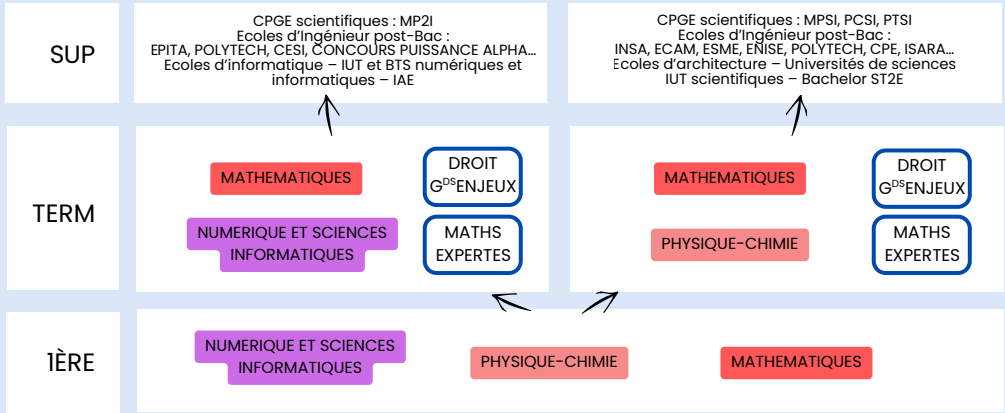 SUP
CPGE scientifiques : MP2I
Ecoles d'Ingénieur post-Bac :
EPITA, POLYTECH, CESI, CONCOURS PUISSANCE ALPHA...
Ecoles d'informatique – IUT et BTS numériques et
informatiques – IAE
CPGE scientifiques : MPSI, PCSI, PTSI
Ecoles d'Ingénieur post-Bac :
INSA, ECAM, ESME, ENISE, POLYTECH, CPE, ISARA...
Ecoles d'architecture – Universités de sciences
IUT scientifiques – Bachelor ST2E
TERM
MATHEMATIQUES
NUMERIQUE ET SCIENCES
INFORMATIQUES
DROIT
GDSENJEUX
MATHS
EXPERTES
MATHEMATIQUES
PHYSIQUE-CHIMIE
DROIT
GDSENJEUX
MATHS
EXPERTES
1ÈRE
NUMERIQUE ET SCIENCES
INFORMATIQUES
PHYSIQUE-CHIMIE
MATHEMATIQUES